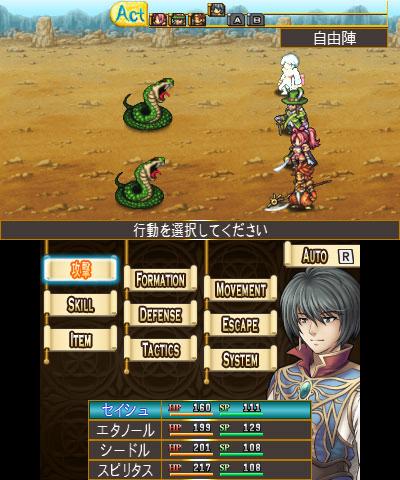 Act
A B
自由陣
行動を選択してください
AUTO R
攻撃
FORMATION
MOVEMENT
SKILL
DEFENSE
ESCAPE
ITEM
TACTICS
SYSTEM
セイシュ HP 160 SP 111
エタノール HP 199 SP 129
シードル HP 201 SP 108
スピリタス HP 217 SP 108